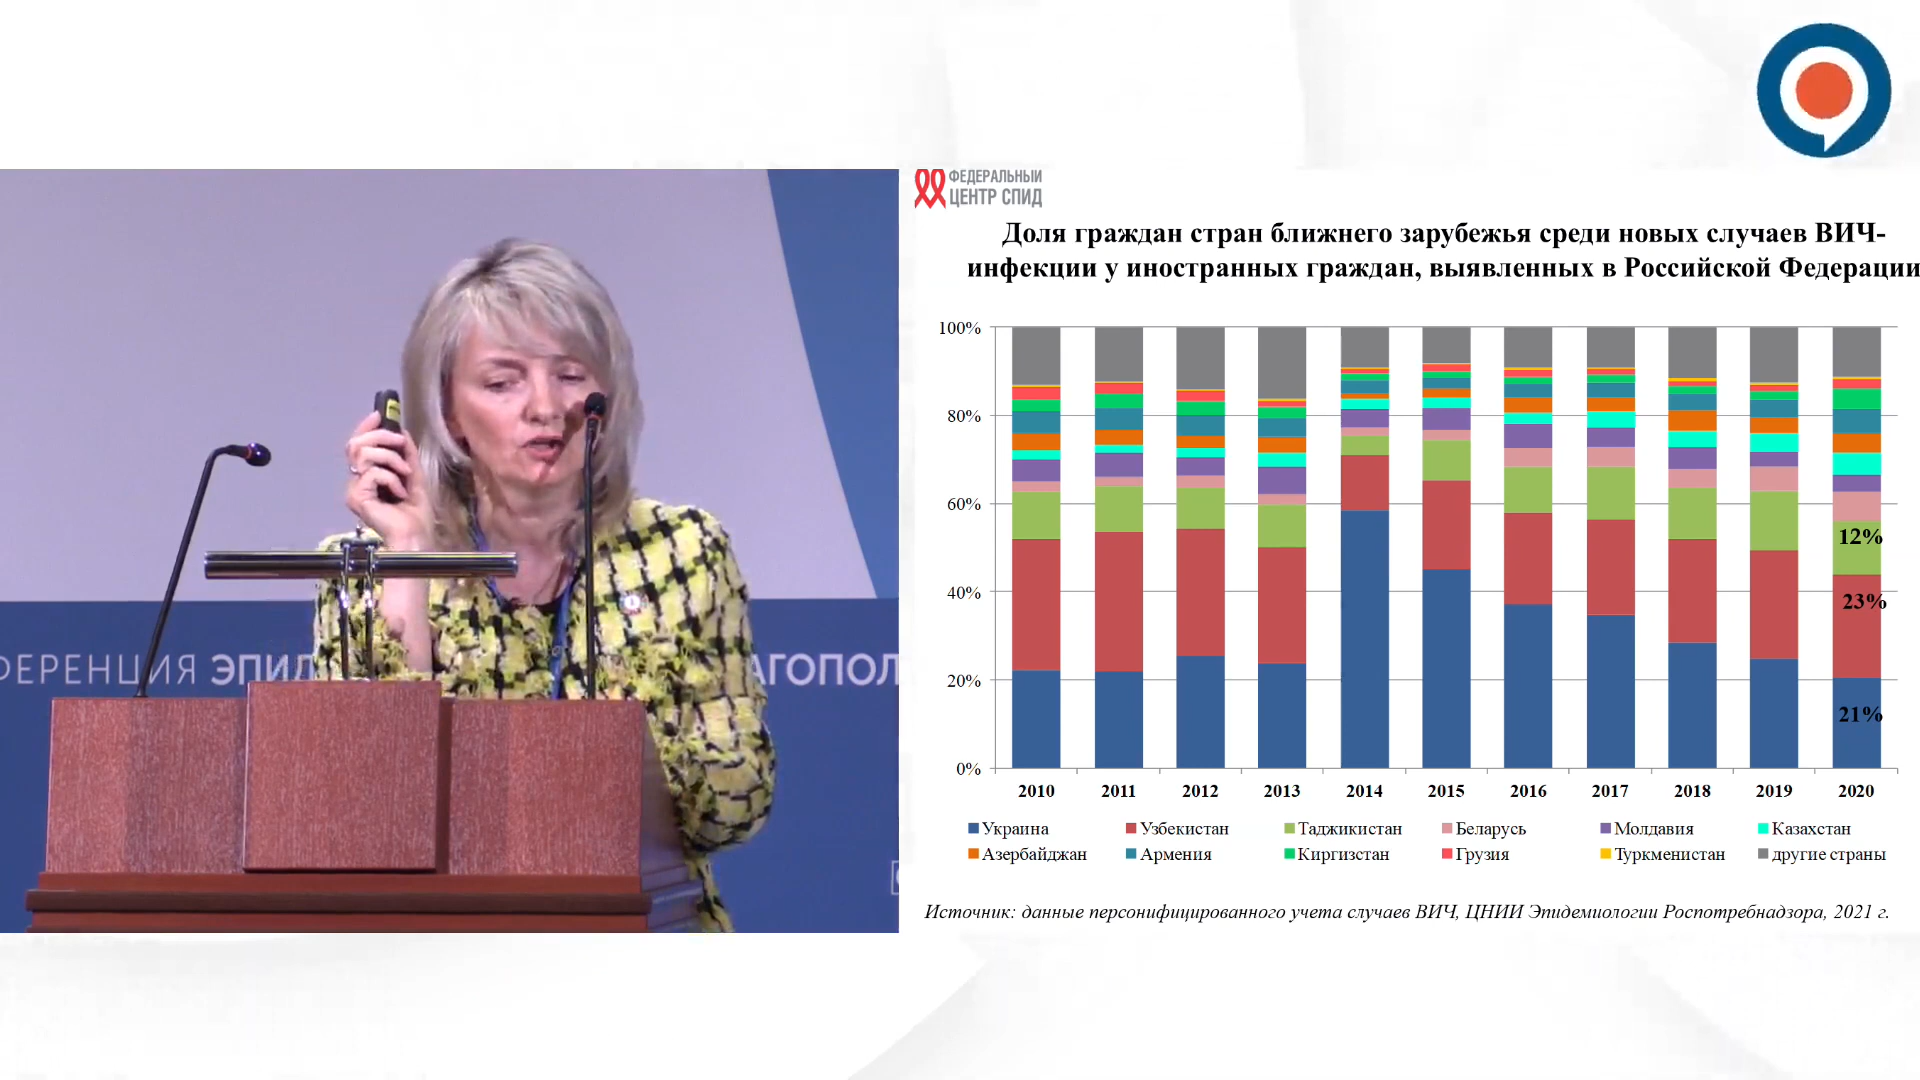 ФЕРЕНЦИЯ ЭПИД
АГОПОЛ
ФЕДЕРАЛЬНЫЙ
ЦЕНТР СПИД
Доля граждан стран ближнего зарубежья среди новых случаев ВИЧ-
инфекции у иностранных граждан, выявленных в Российской Федерации
100%
80%
60%
40%
20%
0%
12%
23%
21%
2010 2011 2012 2013 2014 2015 2016 2017 2018 2019 2020
Украина Узбекистан Таджикистан Беларусь Молдавия Казахстан
Азербайджан Армения Киргизстан Грузия Туркменистан другие страны
Источник: данные персонифицированного учета случаев ВИЧ, ЦНИИ Эпидемиологии Роспотребнадзора, 2021 г.